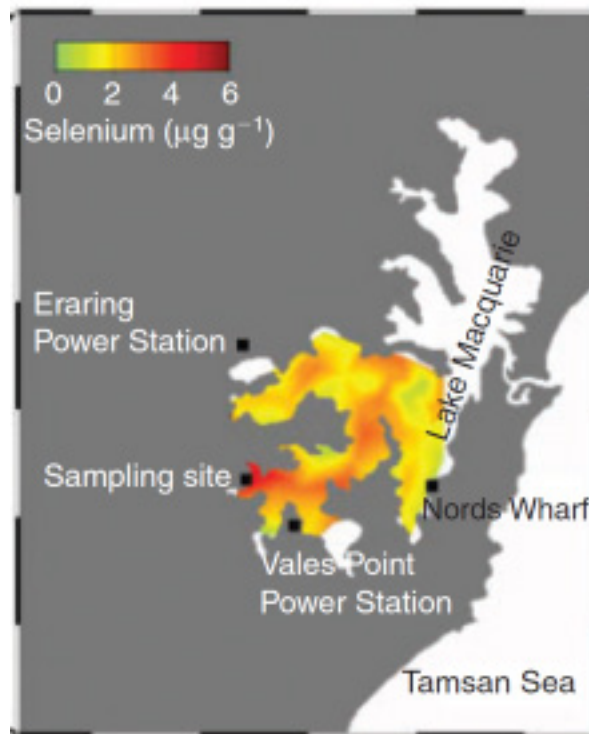 0 2 4 6
Selenium (μg g⁻¹)
Lake Macquarie
Eraring
Power Station
Sampling site
Nords Wharf
Vales Point
Power Station
Tamsan Sea